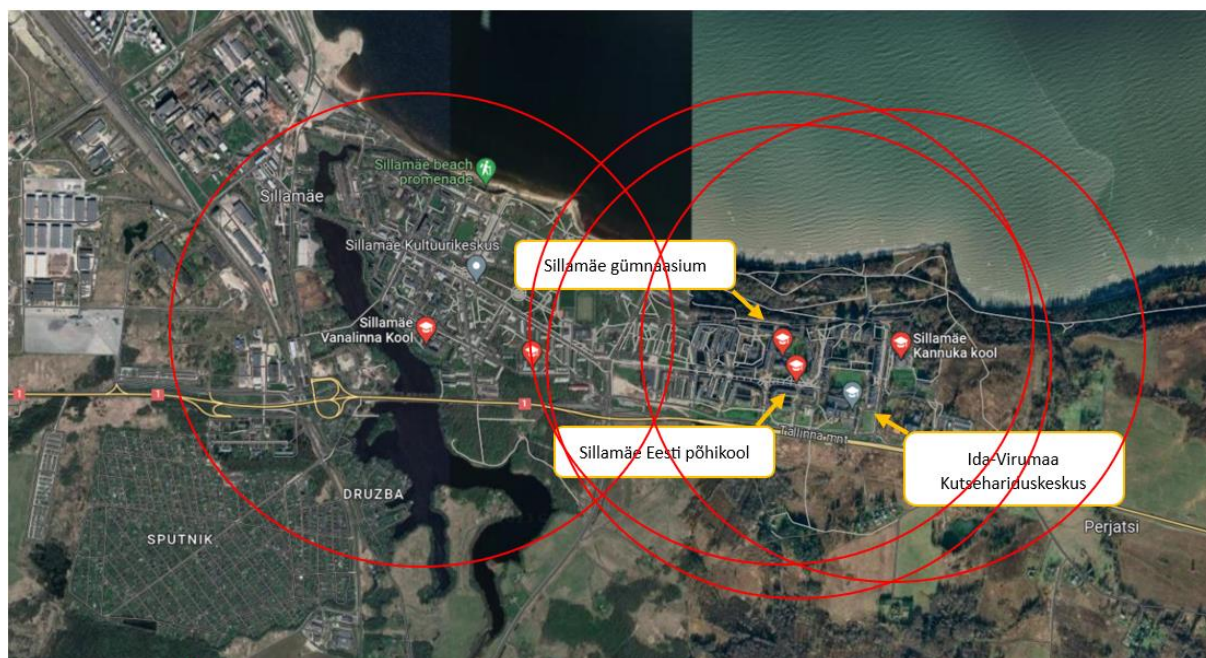 Sillamäe beach
promenade
Sillamäe
Sillamäe Kultuurikeskus
Sillamäe gümnaasium
Sillamäe
Vanalinna Kool
Sillamäe
Kannuka kool
1
1
1
Tallinna mnt
Sillamäe Eesti põhikool
Ida-Virumaa
Kutsehariduskeskus
DRUZBA
SPUTNIK
Perjatsi